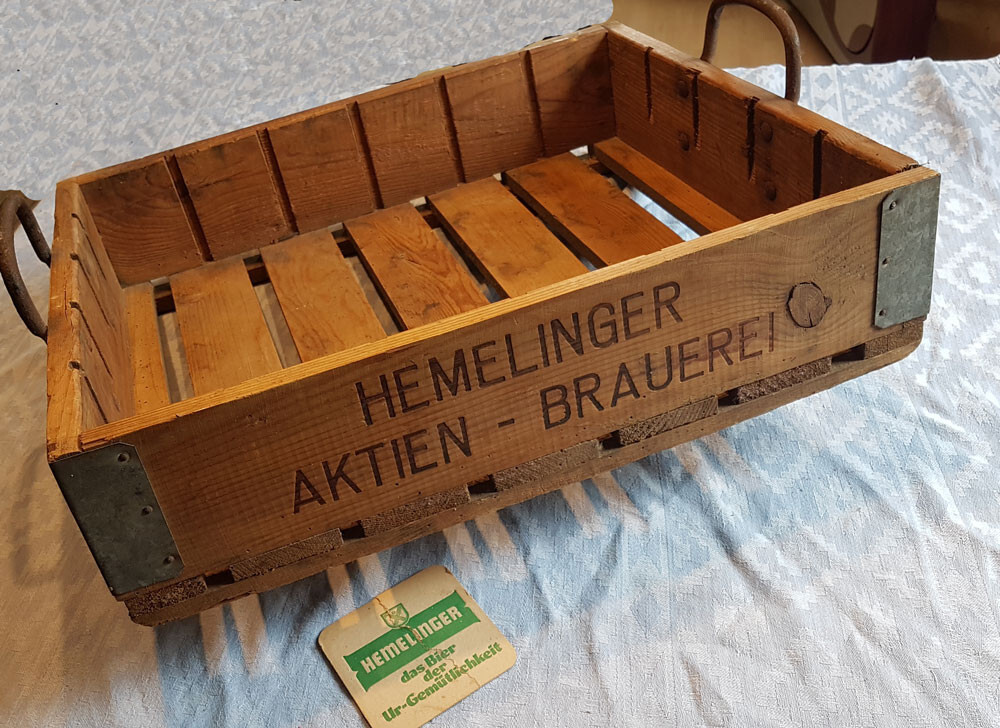 HEMELINGER
AKTIEN - BRAUEREI
HEMELINGER
das Bier
der
Ur-Gemütlichkeit